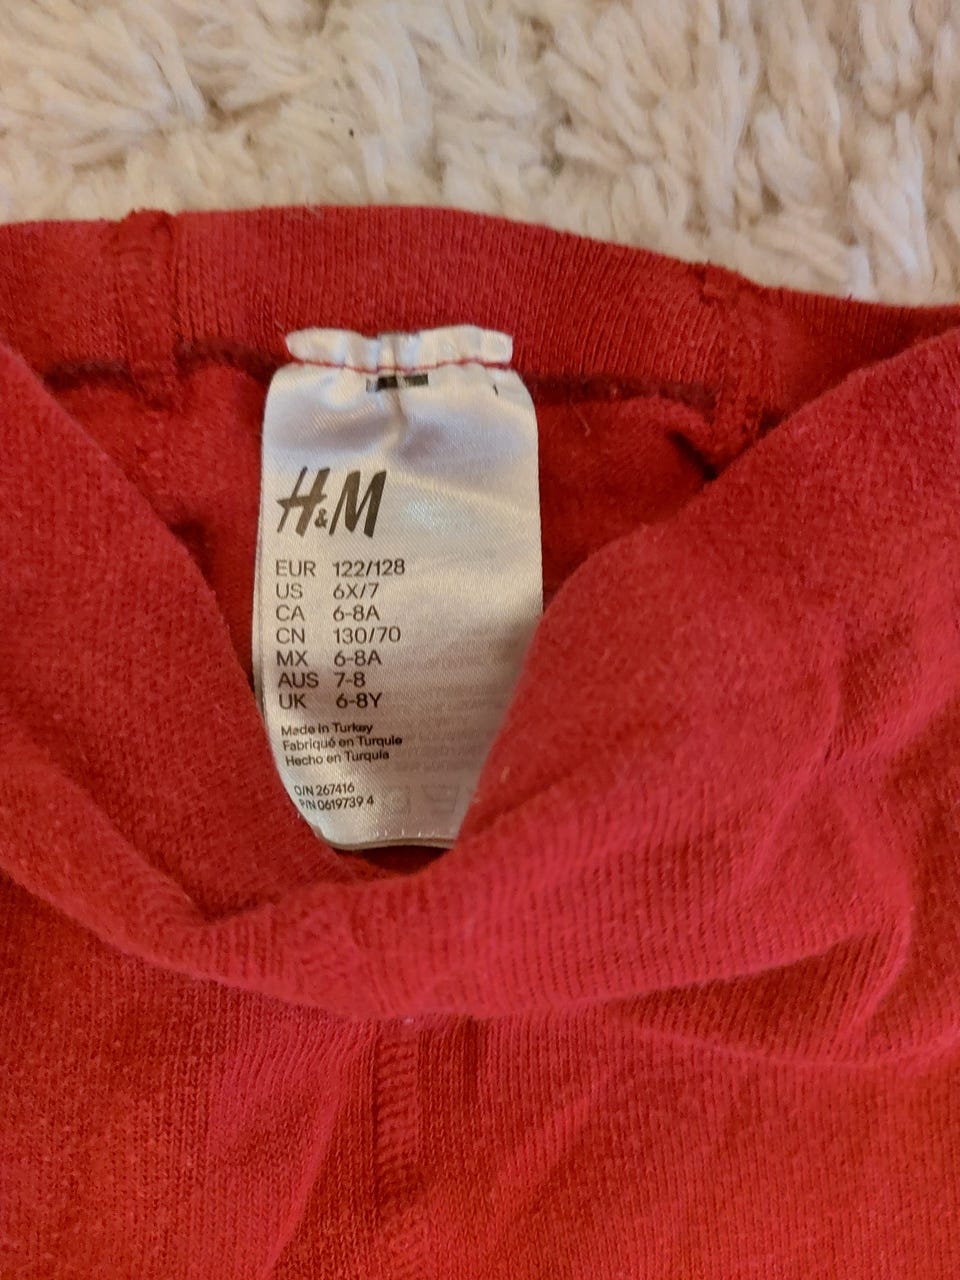 H&M
EUR 122/128
US 6X/7
CA 6-8A
CN 130/70
MX 6-8A
AUS 7-8
UK 6-8Y
Made in Turkey
Fabriqué en Turquie
Hecho en Turquia
O/N 267416
P/N 0619739 4